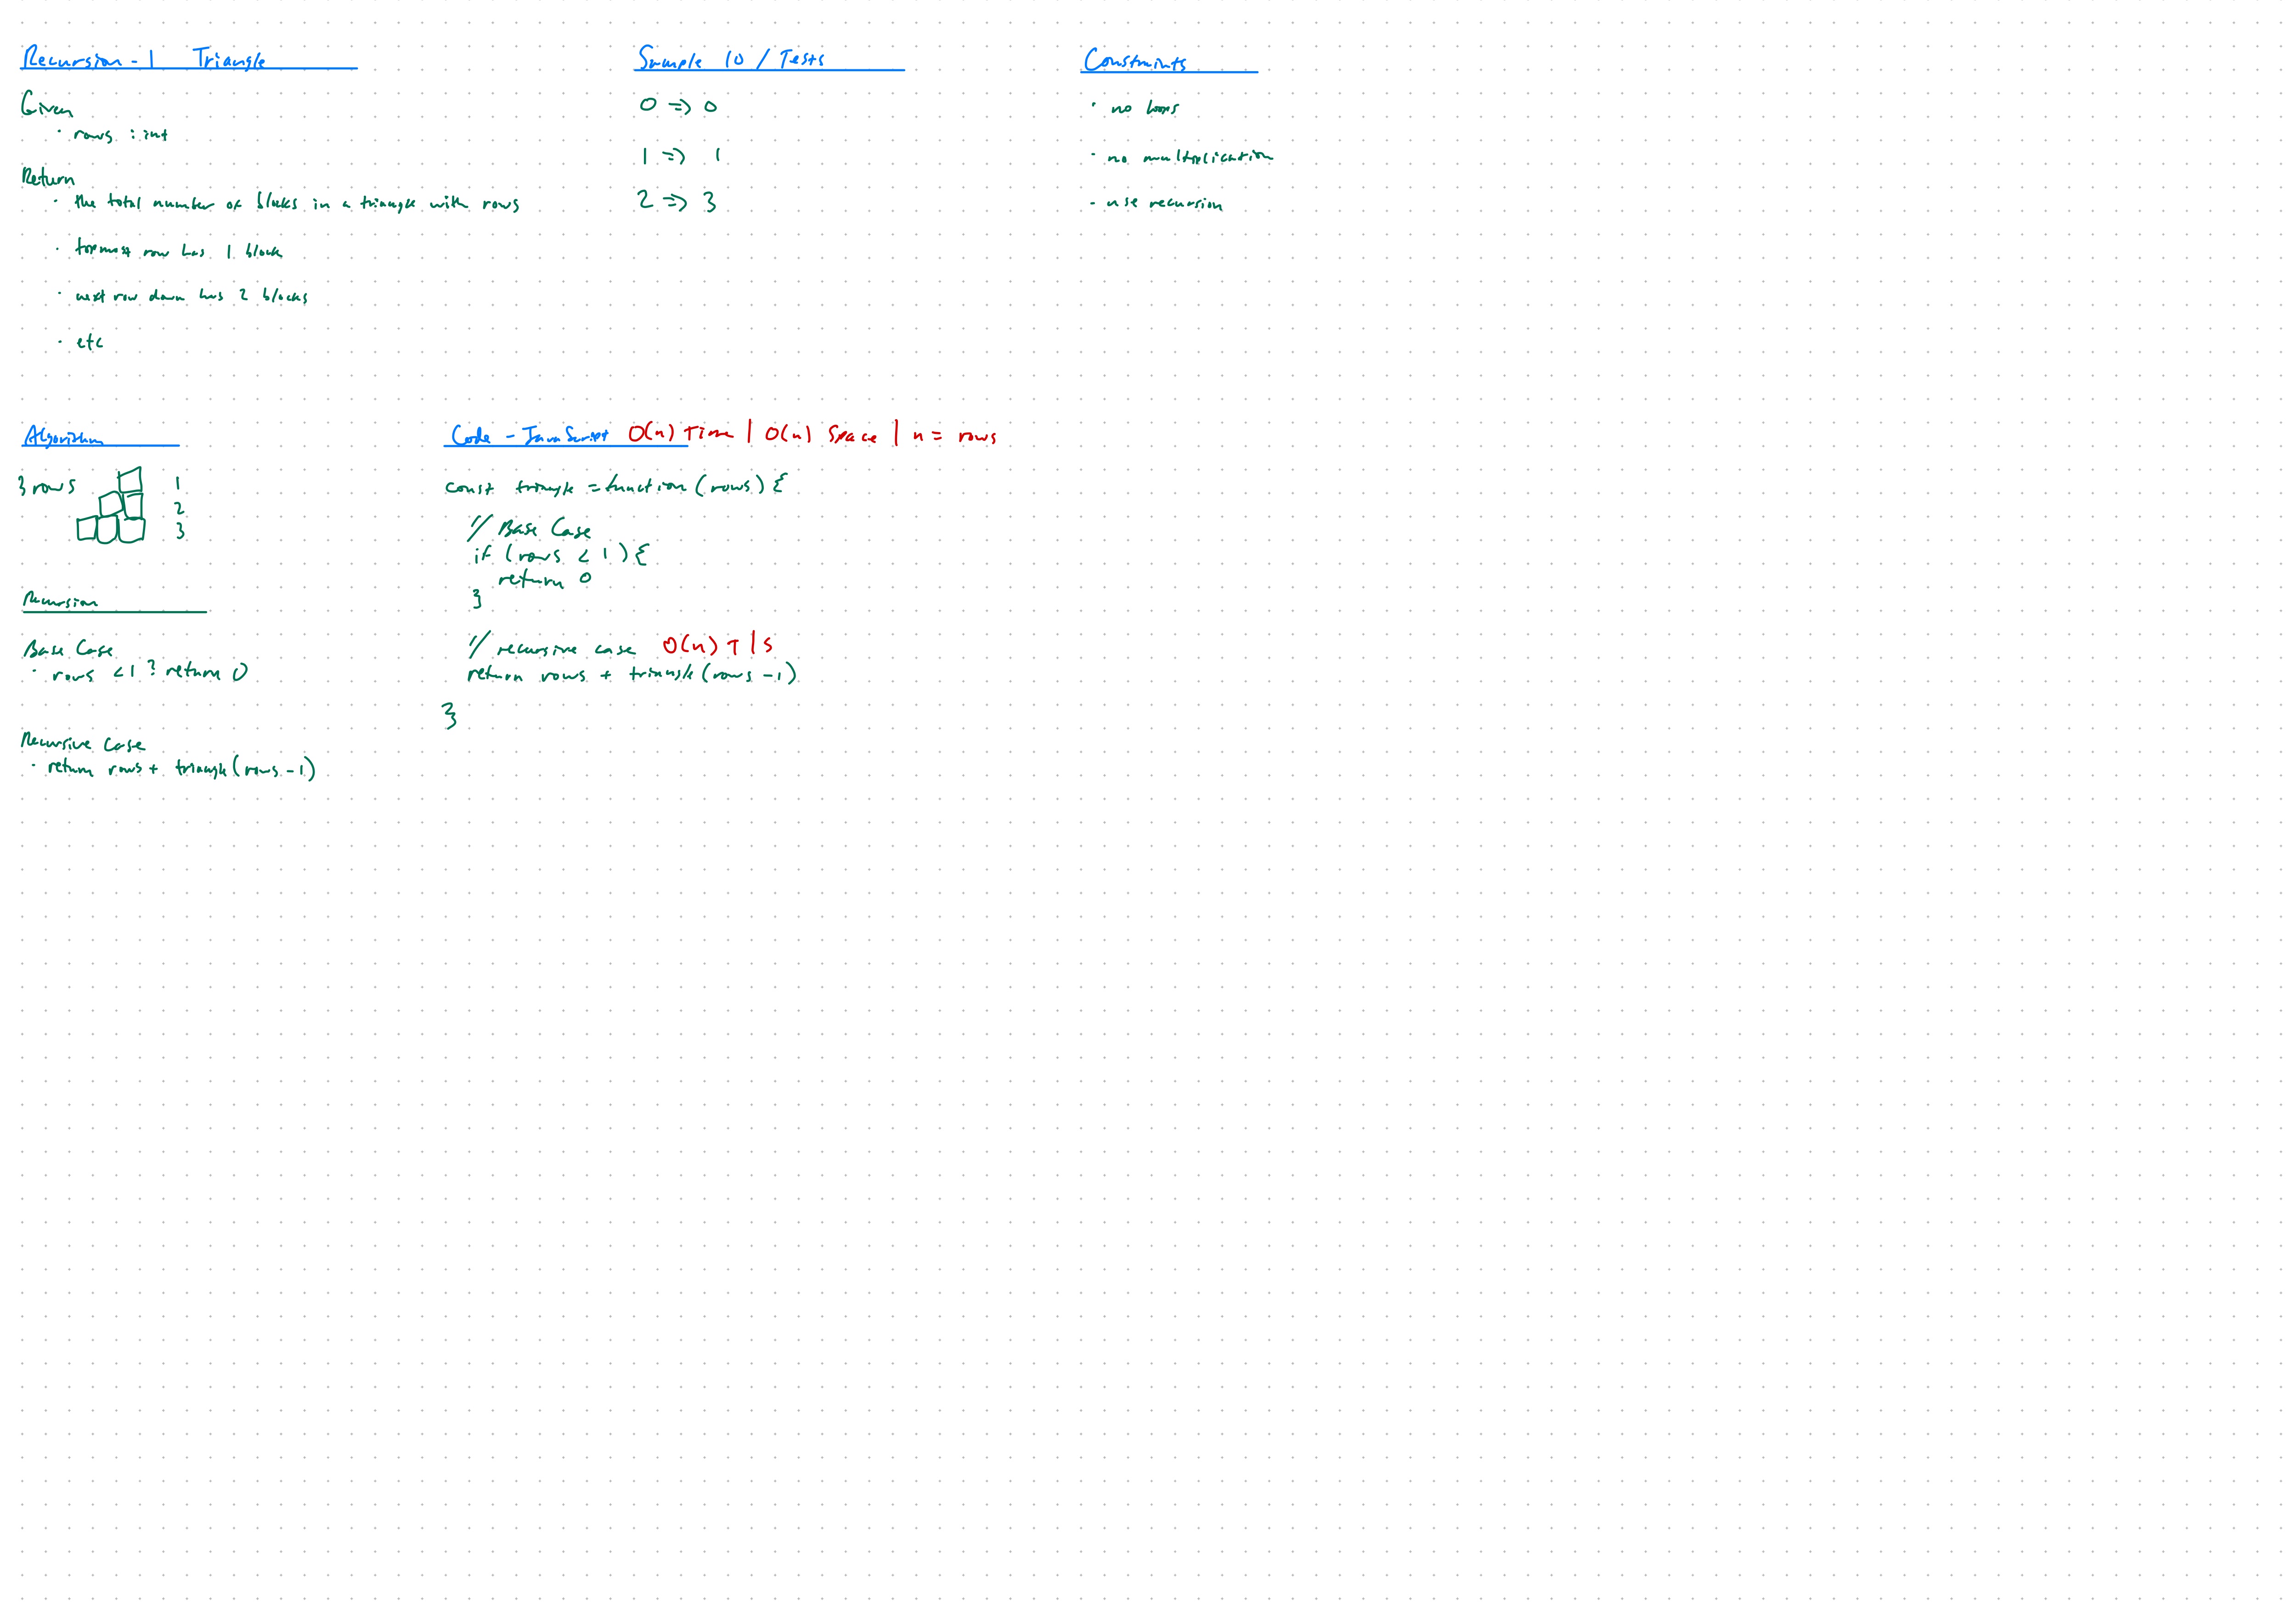 Recursion - 1 Triangle
Given
· rows : int
Return
· the total number of blocks in a triangle with rows
· topmost row has 1 block
· next row down has 2 blocks
· etc
Sample IO / Tests
0 => 0
1 => 1
2 => 3
Constraints
· no loops
· no multiplication
- use recursion
Algorithm
3 rows
1
2
3
Recursion
Base Case
· rows < 1 ? return 0
Recursive Case
· return rows + triangle(rows - 1)
Code - JavaScript O(n) Time | O(n) Space | n = rows
const triangle = function (rows) {
// Base Case
if (rows < 1) {
return 0
}
// recursive case O(n) T | S
return rows + triangle(rows - 1)
}